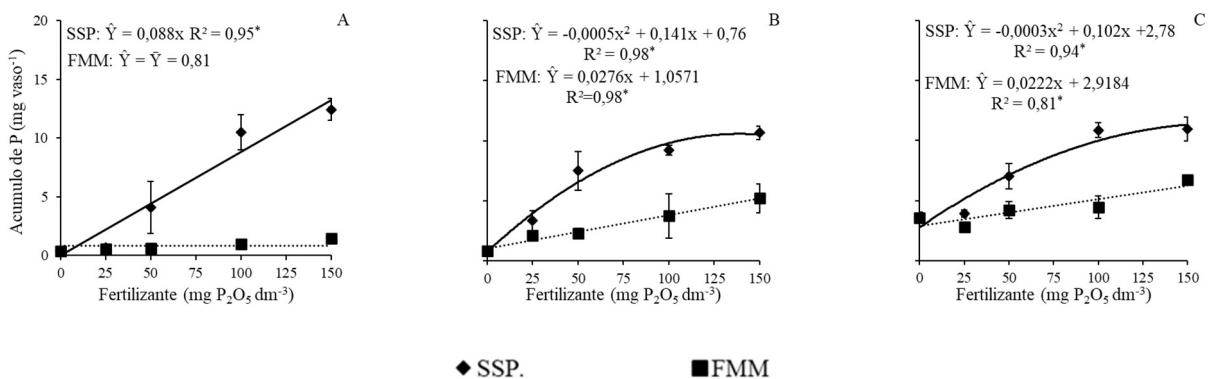 A
SSP: Ŷ = 0,088x R² = 0,95*
FMM: Ŷ = Ȳ = 0,81
Acumulo de P (mg vaso⁻¹)
20
15
10
5
0
0 25 50 75 100 125 150
Fertilizante (mg P₂O₅ dm⁻³)
B
SSP: Ŷ = -0,0005x² + 0,141x + 0,76
R² = 0,98*
FMM: Ŷ = 0,0276x + 1,0571
R²=0,98*
0 25 50 75 100 125 150
Fertilizante (mg P₂O₅ dm⁻³)
C
SSP: Ŷ = -0,0003x² + 0,102x +2,78
R² = 0,94*
FMM: Ŷ = 0,0222x + 2,9184
R² = 0,81*
0 25 50 75 100 125 150
Fertilizante (mg P₂O₅ dm⁻³)
SSP.
FMM